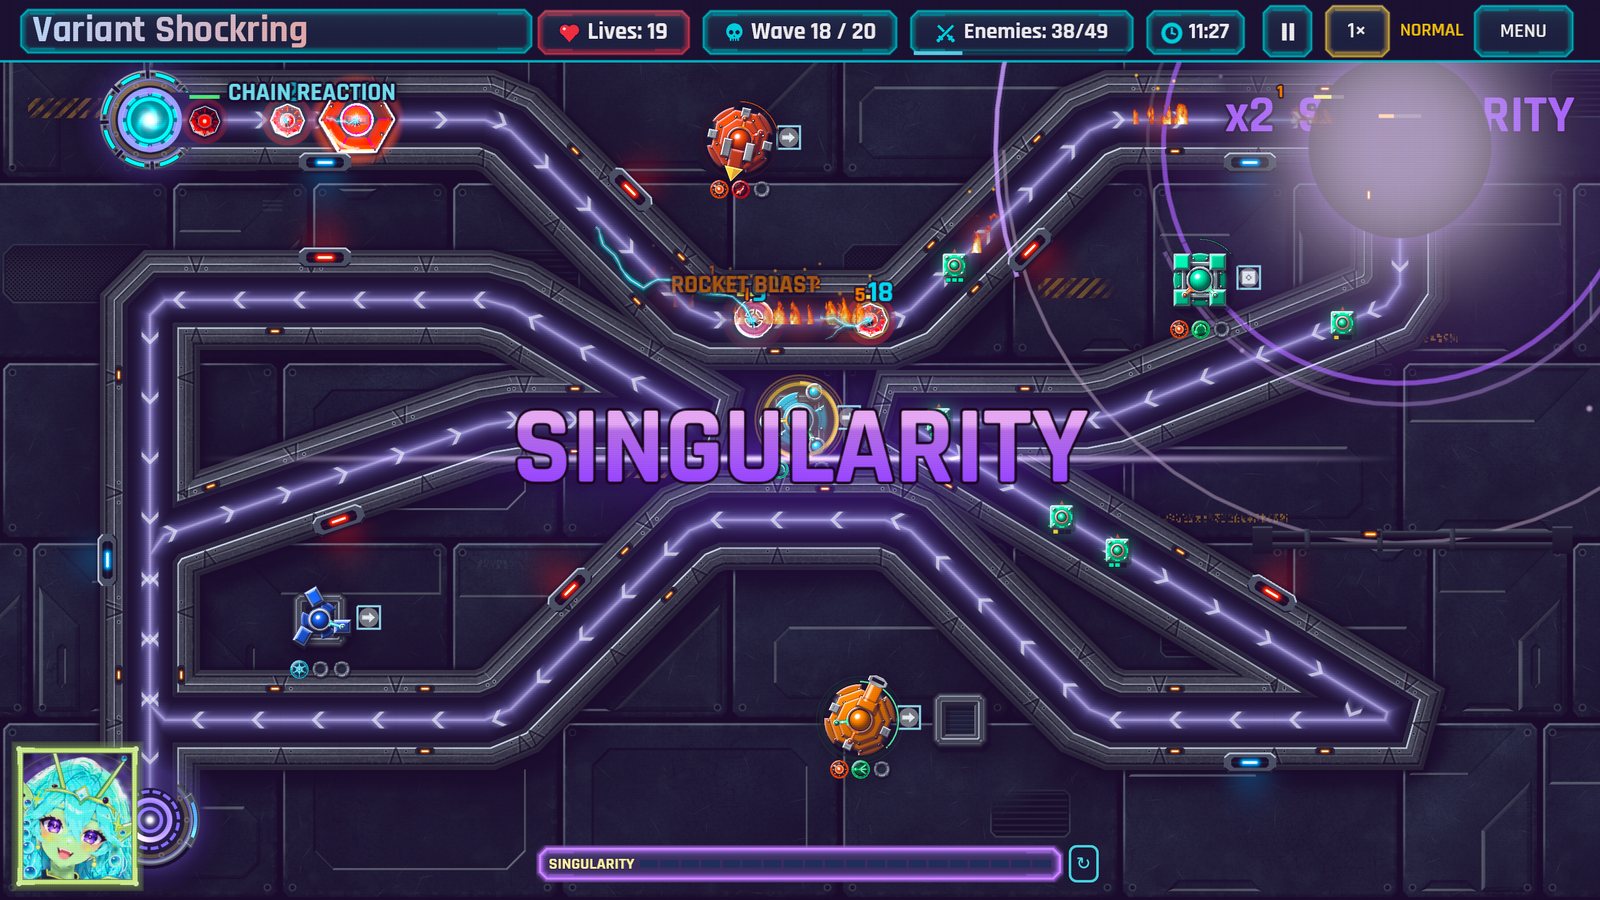 Variant Shockring
Lives: 19
Wave 18 / 20
Enemies: 38/49
11:27
1×
NORMAL
MENU
CHAIN REACTION
1
x2 S RITY
ROCKET BLAST
5 18
SINGULARITY
SINGULARITY